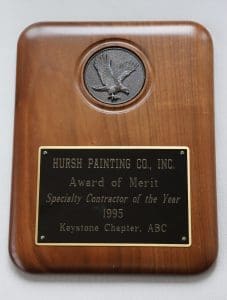 HURSH PAINTING CO., INC.
Award of Merit
Specialty Contractor of the Year
1995
Keystone Chapter, ABC